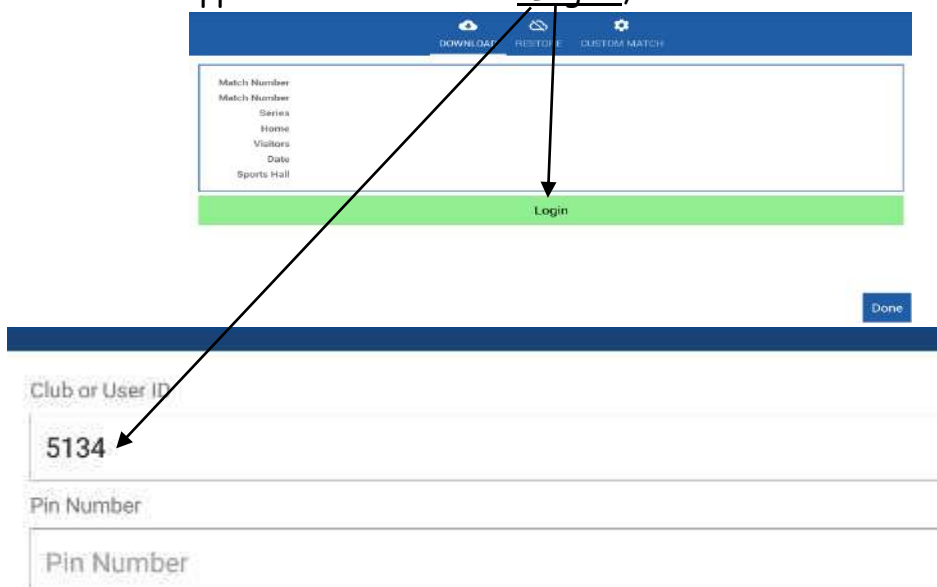 DOWNLOAD RESTORE CUSTOM MATCH
Match Number
Match Number
Series
Home
Visitors
Date
Sports Hall
Login
Done
Club or User ID
5134
Pin Number
Pin Number